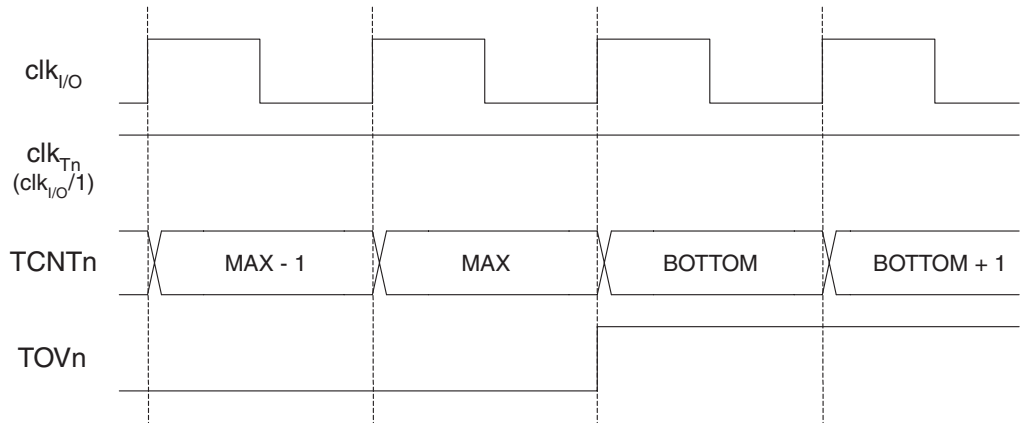 clkI/O
clkTn
(clkI/O/1)
TCNTn MAX - 1 MAX BOTTOM BOTTOM + 1
TOVn